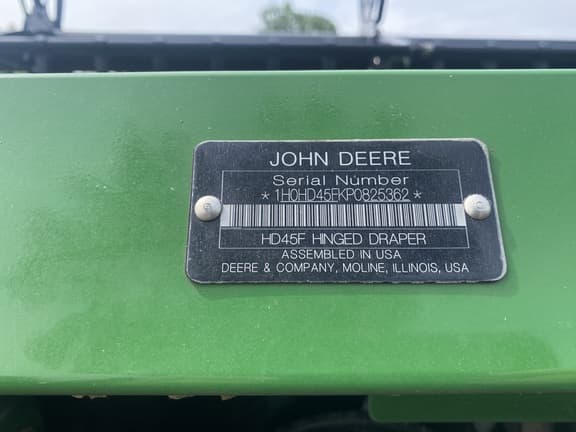 JOHN DEERE
Serial Number
*1H0HD45FKP0825362*
HD45F HINGED DRAPER
ASSEMBLED IN USA
DEERE & COMPANY, MOLINE, ILLINOIS, USA